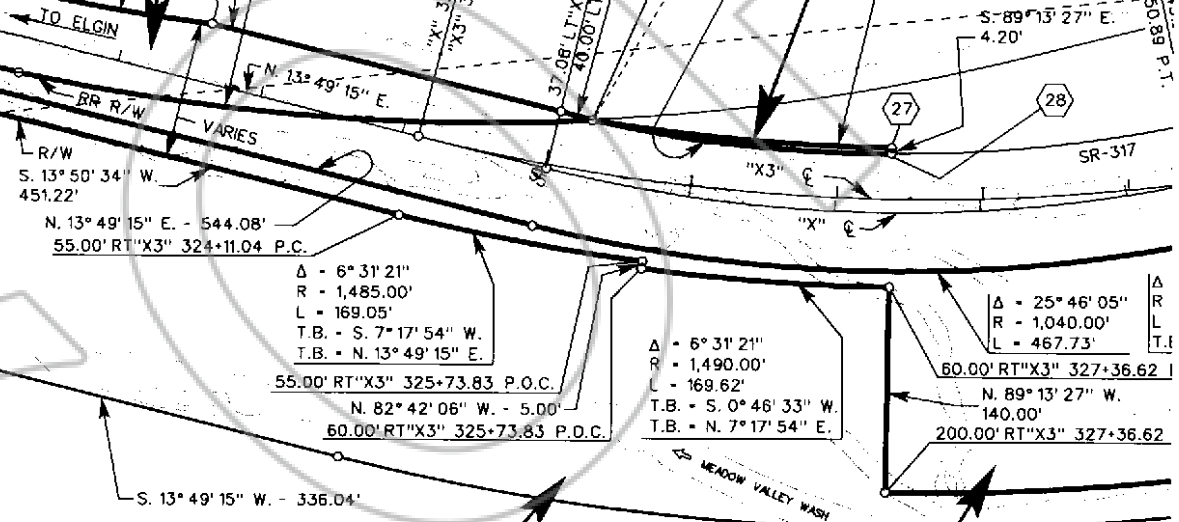 TO ELGIN
"X" 3
"X3"
37.08' LT"X
40.00' LT
S. 89° 13' 27" E.
4.20'
50.89 P.T.
N. 13° 49' 15" E.
BR R/W
VARIES
27
28
SR-317
R/W
S. 13° 50' 34" W.
451.22'
"X3" ℄
"X" ℄
N. 13° 49' 15" E. - 544.08'
55.00' RT"X3" 324+11.04 P.C.
Δ - 6° 31' 21"
R - 1,485.00'
L - 169.05'
T.B. - S. 7° 17' 54" W.
T.B. - N. 13° 49' 15" E.
55.00' RT"X3" 325+73.83 P.O.C.
N. 82° 42' 06" W. - 5.00'
60.00' RT"X3" 325+73.83 P.O.C.
Δ - 6° 31' 21"
R - 1,490.00'
L - 169.62'
T.B. - S. 0° 46' 33" W.
T.B. - N. 7° 17' 54" E.
Δ - 25° 46' 05"
R - 1,040.00'
L - 467.73'
Δ
R
L
T.B
60.00' RT"X3" 327+36.62
N. 89° 13' 27" W.
140.00'
200.00' RT"X3" 327+36.62
MEADOW VALLEY WASH
S. 13° 49' 15" W. - 336.04'